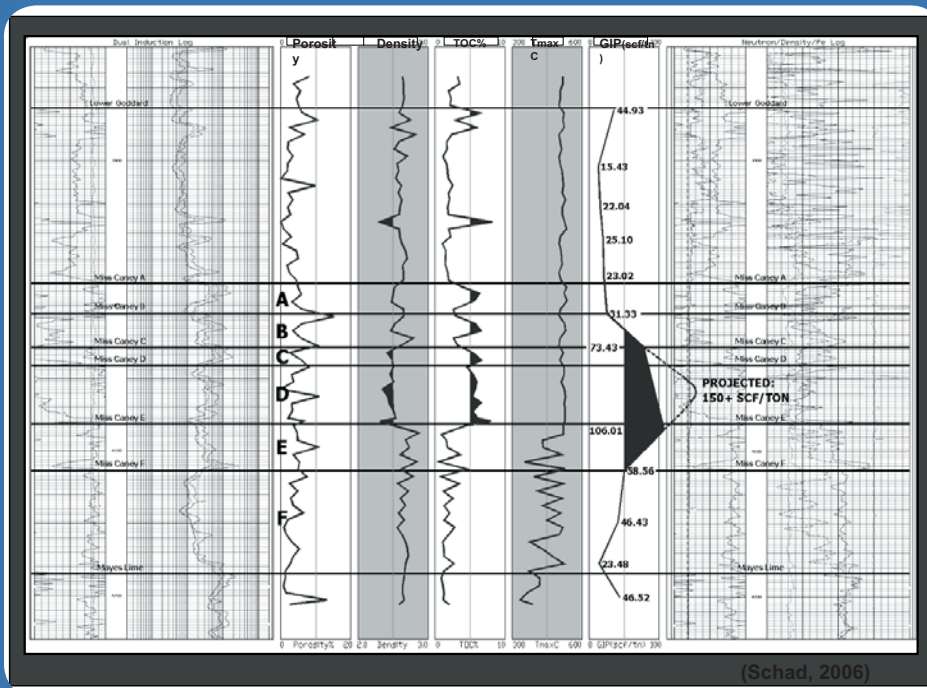 Dual Induction Log
Porosit
y
Density
TOC%
Tmax
C
GIP(scf/tn
)
Neutron/Density/Pe Log
Lower Goddard
44.93
Lower Goddard
15.43
22.04
25.10
23.02
Miss Caney A
Miss Caney A
A
Miss Caney B
31.33
Miss Caney B
B
Miss Caney C
73.43
Miss Caney C
C
Miss Caney D
Miss Caney D
D
PROJECTED:
150+ SCF/TON
Miss Caney E
106.01
Miss Caney E
E
Miss Caney F
58.56
Miss Caney F
F
46.43
Mayes Lime
23.48
Mayes Lime
46.52
0 Porosity% 20 2.0 Density 3.0 0 TOC% 10 200 TmaxC 600 0 GIP(scf/tn) 300
(Schad, 2006)